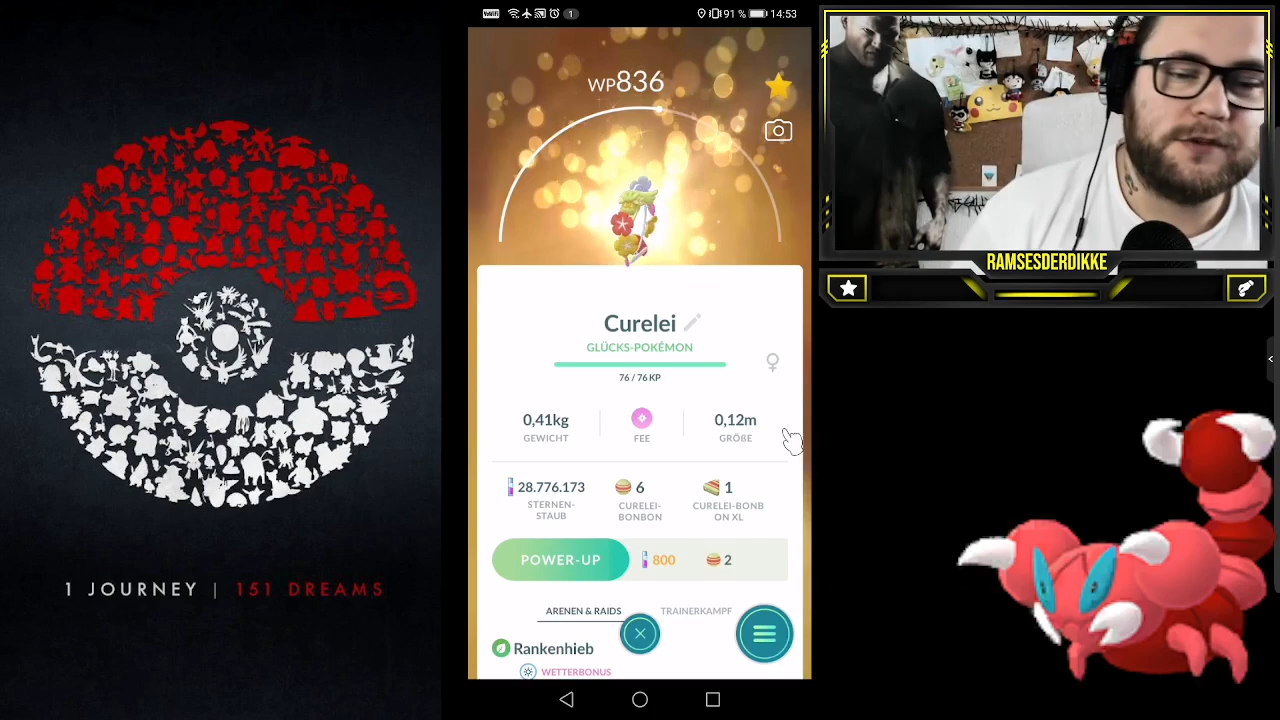 WiFi 1 91 % 14:53
WP836
RAMSESDERDIKKE
Curelei
GLÜCKS-POKÉMON
76 / 76 KP
0,41kg
GEWICHT
FEE
0,12m
GRÖßE
28.776.173
STERNEN-
STAUB
6
CURELEI-
BONBON
1
CURELEI-BONB
ON XL
POWER-UP 800 2
1 JOURNEY | 151 DREAMS
ARENEN & RAIDS TRAINERKAMPF
Rankenhieb
WETTERBONUS